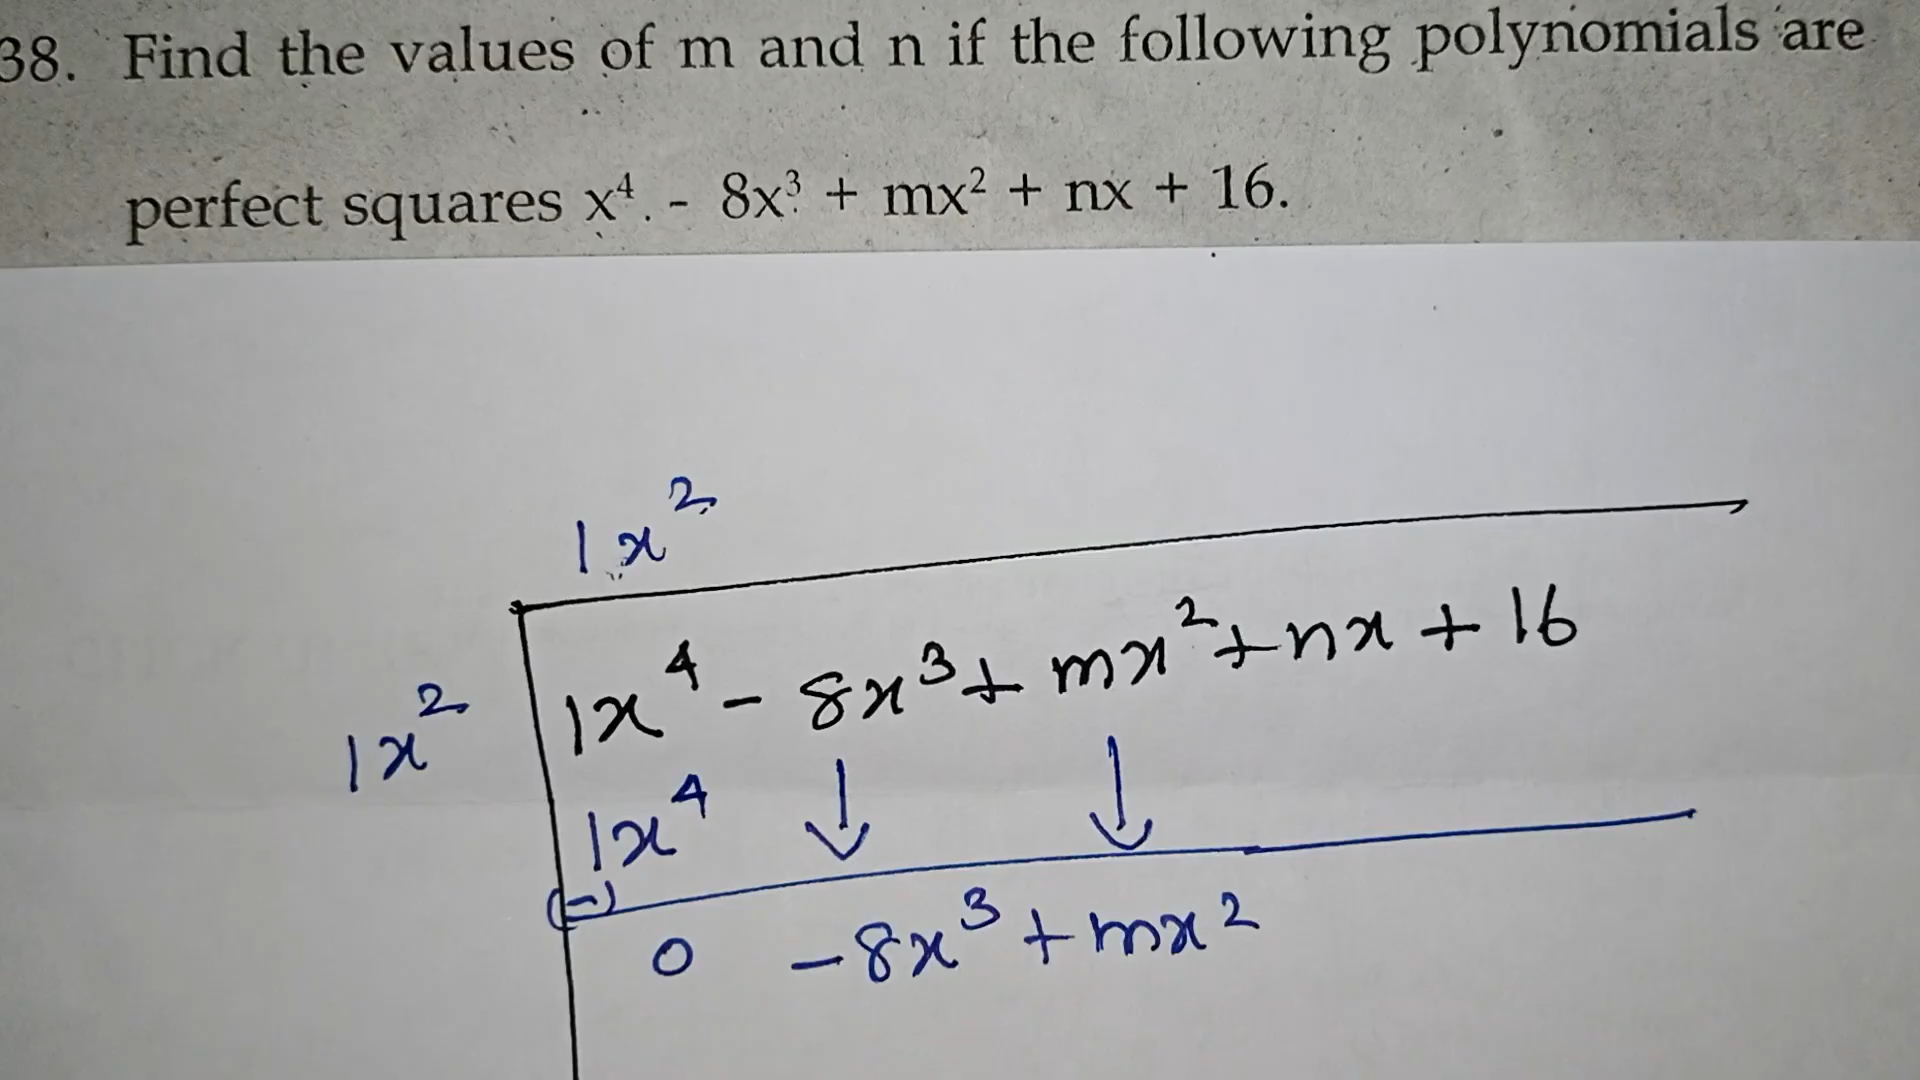 38. Find the values of m and n if the following polynomials are
perfect squares x⁴ - 8x³ + mx² + nx + 16.
1x²
1x² 1x⁴ - 8x³ + mx² + nx + 16
1x⁴
(-)
0 -8x³ + mx²